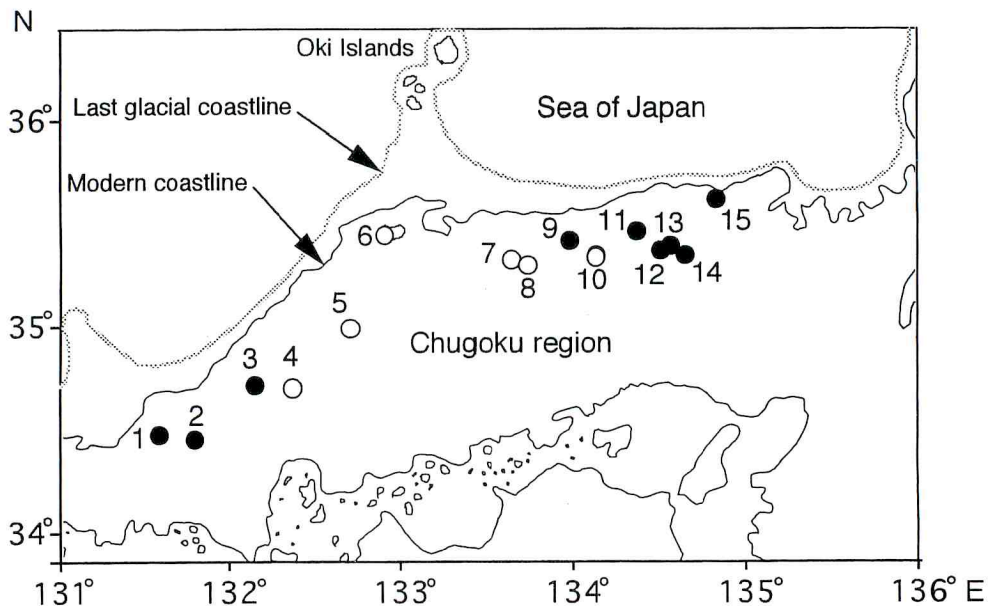 N
Oki Islands
Last glacial coastline
Sea of Japan
36°
Modern coastline
15
11 13
9
6
7
10
12 14
8
5
35°
Chugoku region
3 4
2
1
34°
131° 132° 133° 134° 135° 136° E